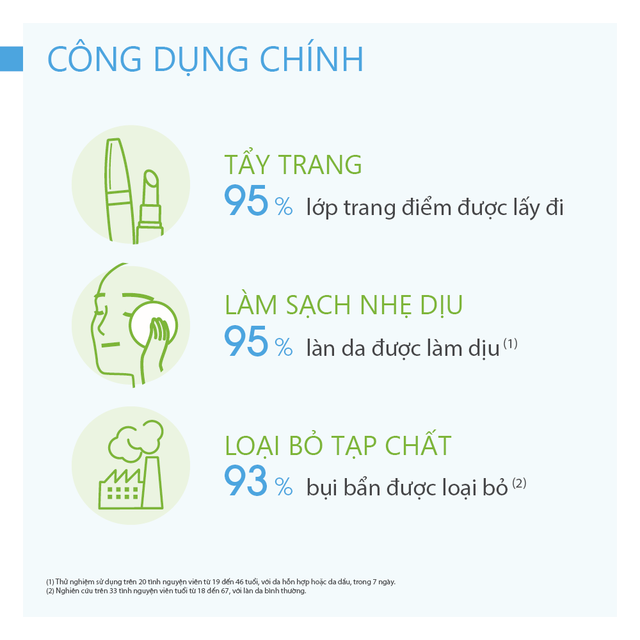 CÔNG DỤNG CHÍNH
TẨY TRANG
95 % lớp trang điểm được lấy đi
LÀM SẠCH NHẸ DỊU
95 % làn da được làm dịu (1)
LOẠI BỎ TẠP CHẤT
93 % bụi bẩn được loại bỏ (2)
(1) Thử nghiệm sử dụng trên 20 tình nguyện viên từ 19 đến 46 tuổi, với da hỗn hợp hoặc da dầu, trong 7 ngày.
(2) Nghiên cứu trên 33 tình nguyện viên tuổi từ 18 đến 67, với làn da bình thường.